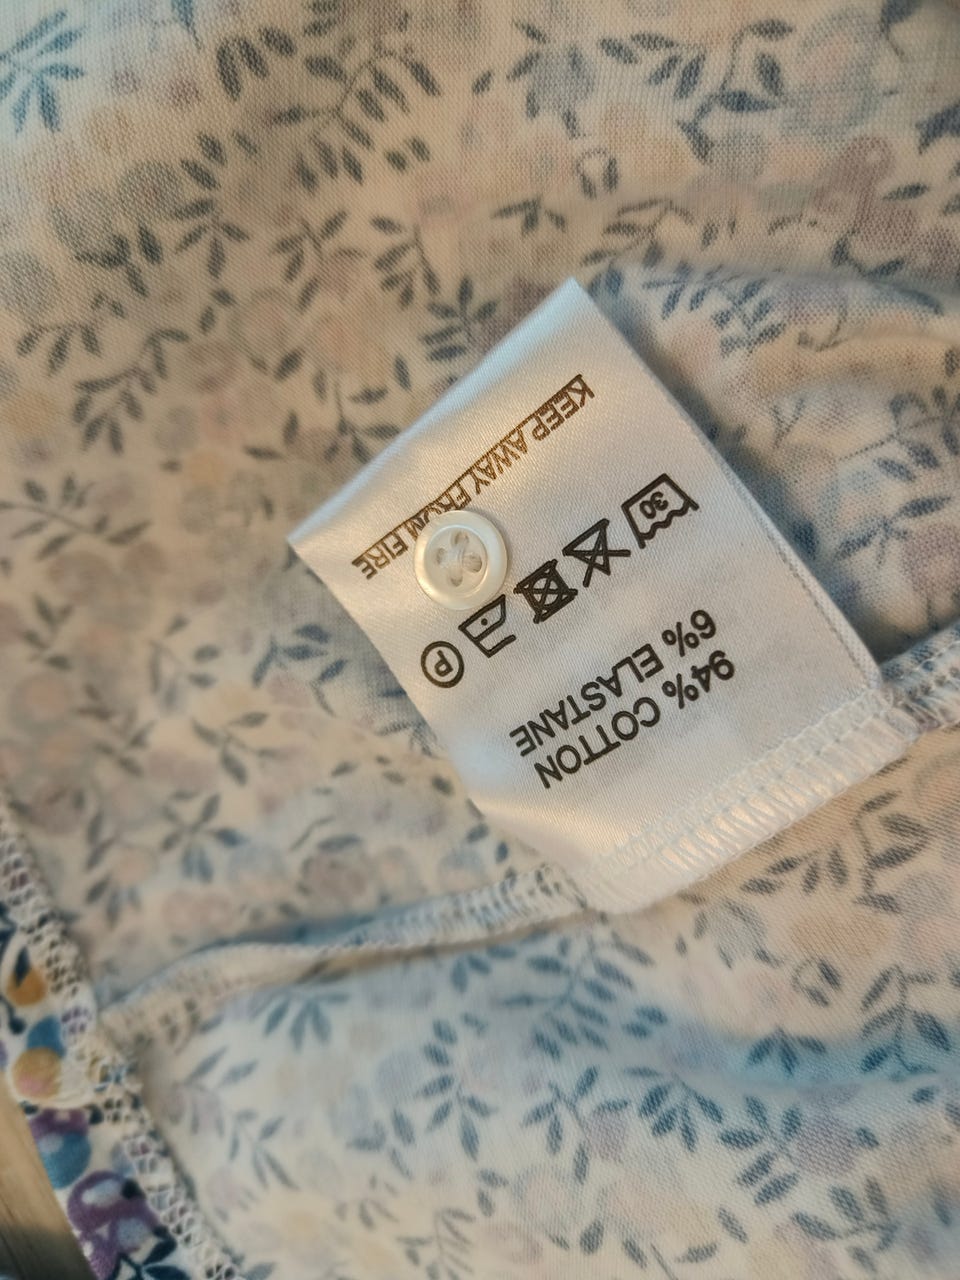 94% COTTON
6% ELASTANE
30 P
KEEP AWAY FROM FIRE